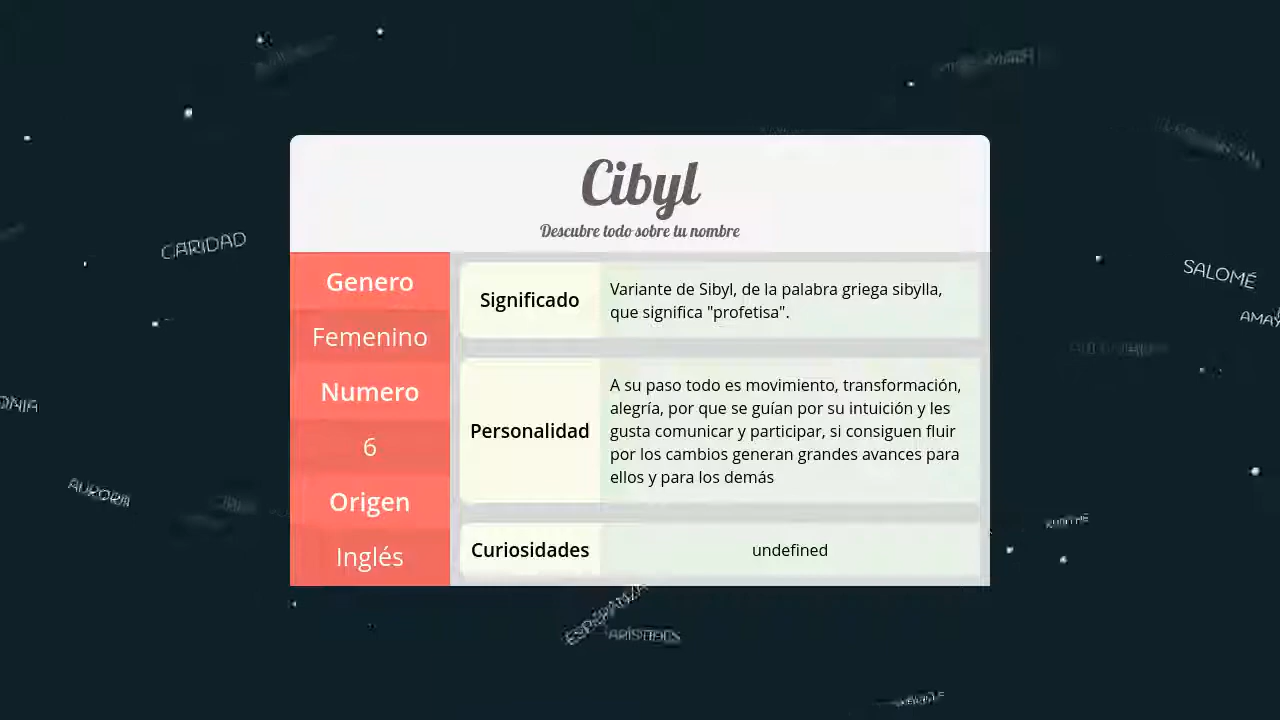 Cibyl
Descubre todo sobre tu nombre
Genero
Femenino
Numero
6
Origen
Inglés
Significado
Variante de Sibyl, de la palabra griega sibylla,
que significa "profetisa".
Personalidad
A su paso todo es movimiento, transformación,
alegría, por que se guían por su intuición y les
gusta comunicar y participar, si consiguen fluir
por los cambios generan grandes avances para
ellos y para los demás
Curiosidades
undefined
CARIDAD
SALOMÉ
AURORA
ESPERANZA